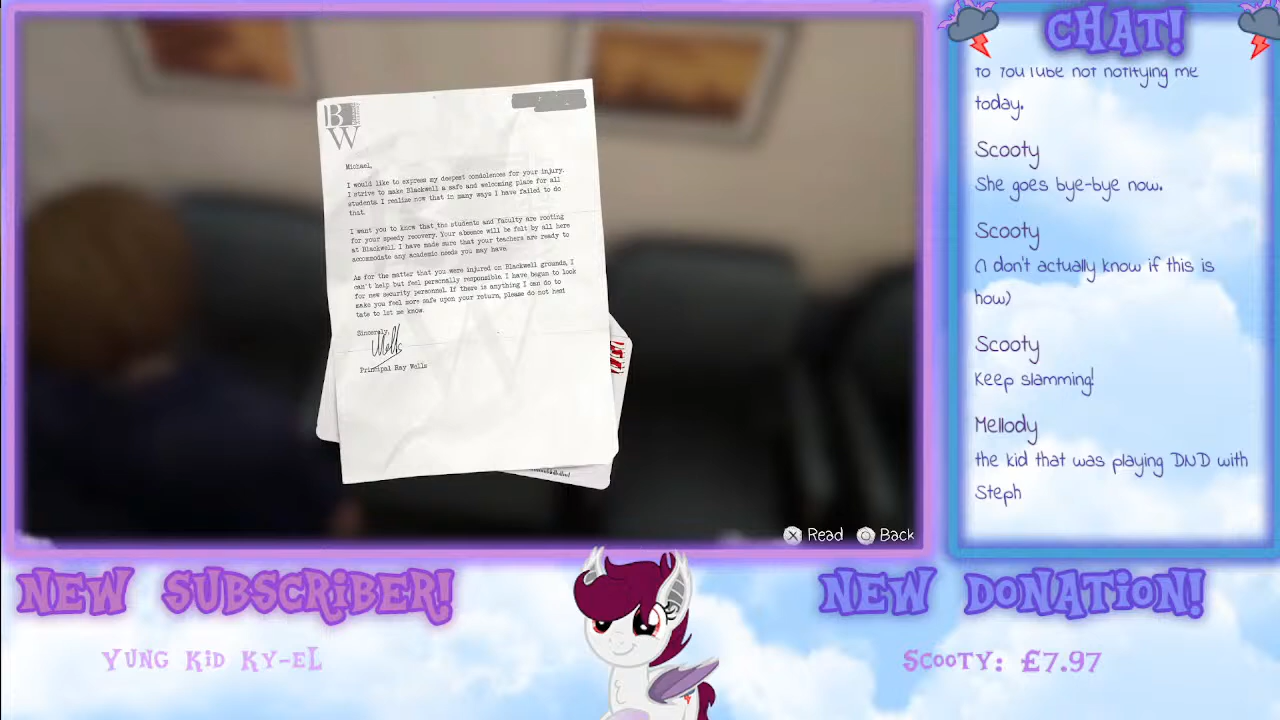 B
W
Michael,
I would like to express my deepest condolences for your injury.
I strive to make Blackwell a safe and welcoming place for all
students. I realize now that in many ways I have failed to do
that.
I want you to know that the students and faculty are rooting
for your speedy recovery. Your absence will be felt by all here
at Blackwell. I have made sure that your teachers are ready to
accommodate any academic needs you may have.
As for the matter that you were injured on Blackwell grounds, I
can't help but feel personally responsible. I have begun to look
for new security personnel. If there is anything I can do to
make you feel more safe upon your return, please do not hesi
tate to let me know.
Sincerely,
Wells
Principal Ray Wells
Read
Back
CHAT!
to YouTube not notifying me
today.
Scooty
She goes bye-bye now.
Scooty
(I don't actually know if this is
how)
Scooty
Keep slamming!
Mellody
the kid that was playing DND with
Steph
NEW SUBSCRIBER!
YUNG KID KY-EL
NEW DONATION!
SCOOTY: £7.97